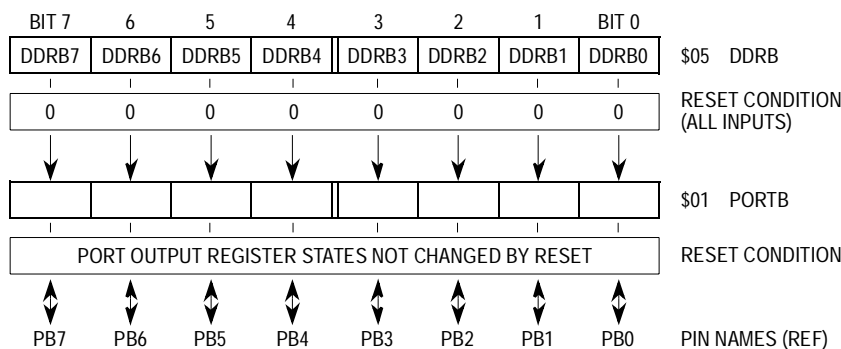 BIT 7 6 5 4 3 2 1 BIT 0
DDRB7 DDRB6 DDRB5 DDRB4 DDRB3 DDRB2 DDRB1 DDRB0 $05 DDRB
0 0 0 0 0 0 0 0 RESET CONDITION
(ALL INPUTS)
$01 PORTB
PORT OUTPUT REGISTER STATES NOT CHANGED BY RESET RESET CONDITION
PB7 PB6 PB5 PB4 PB3 PB2 PB1 PB0 PIN NAMES (REF)